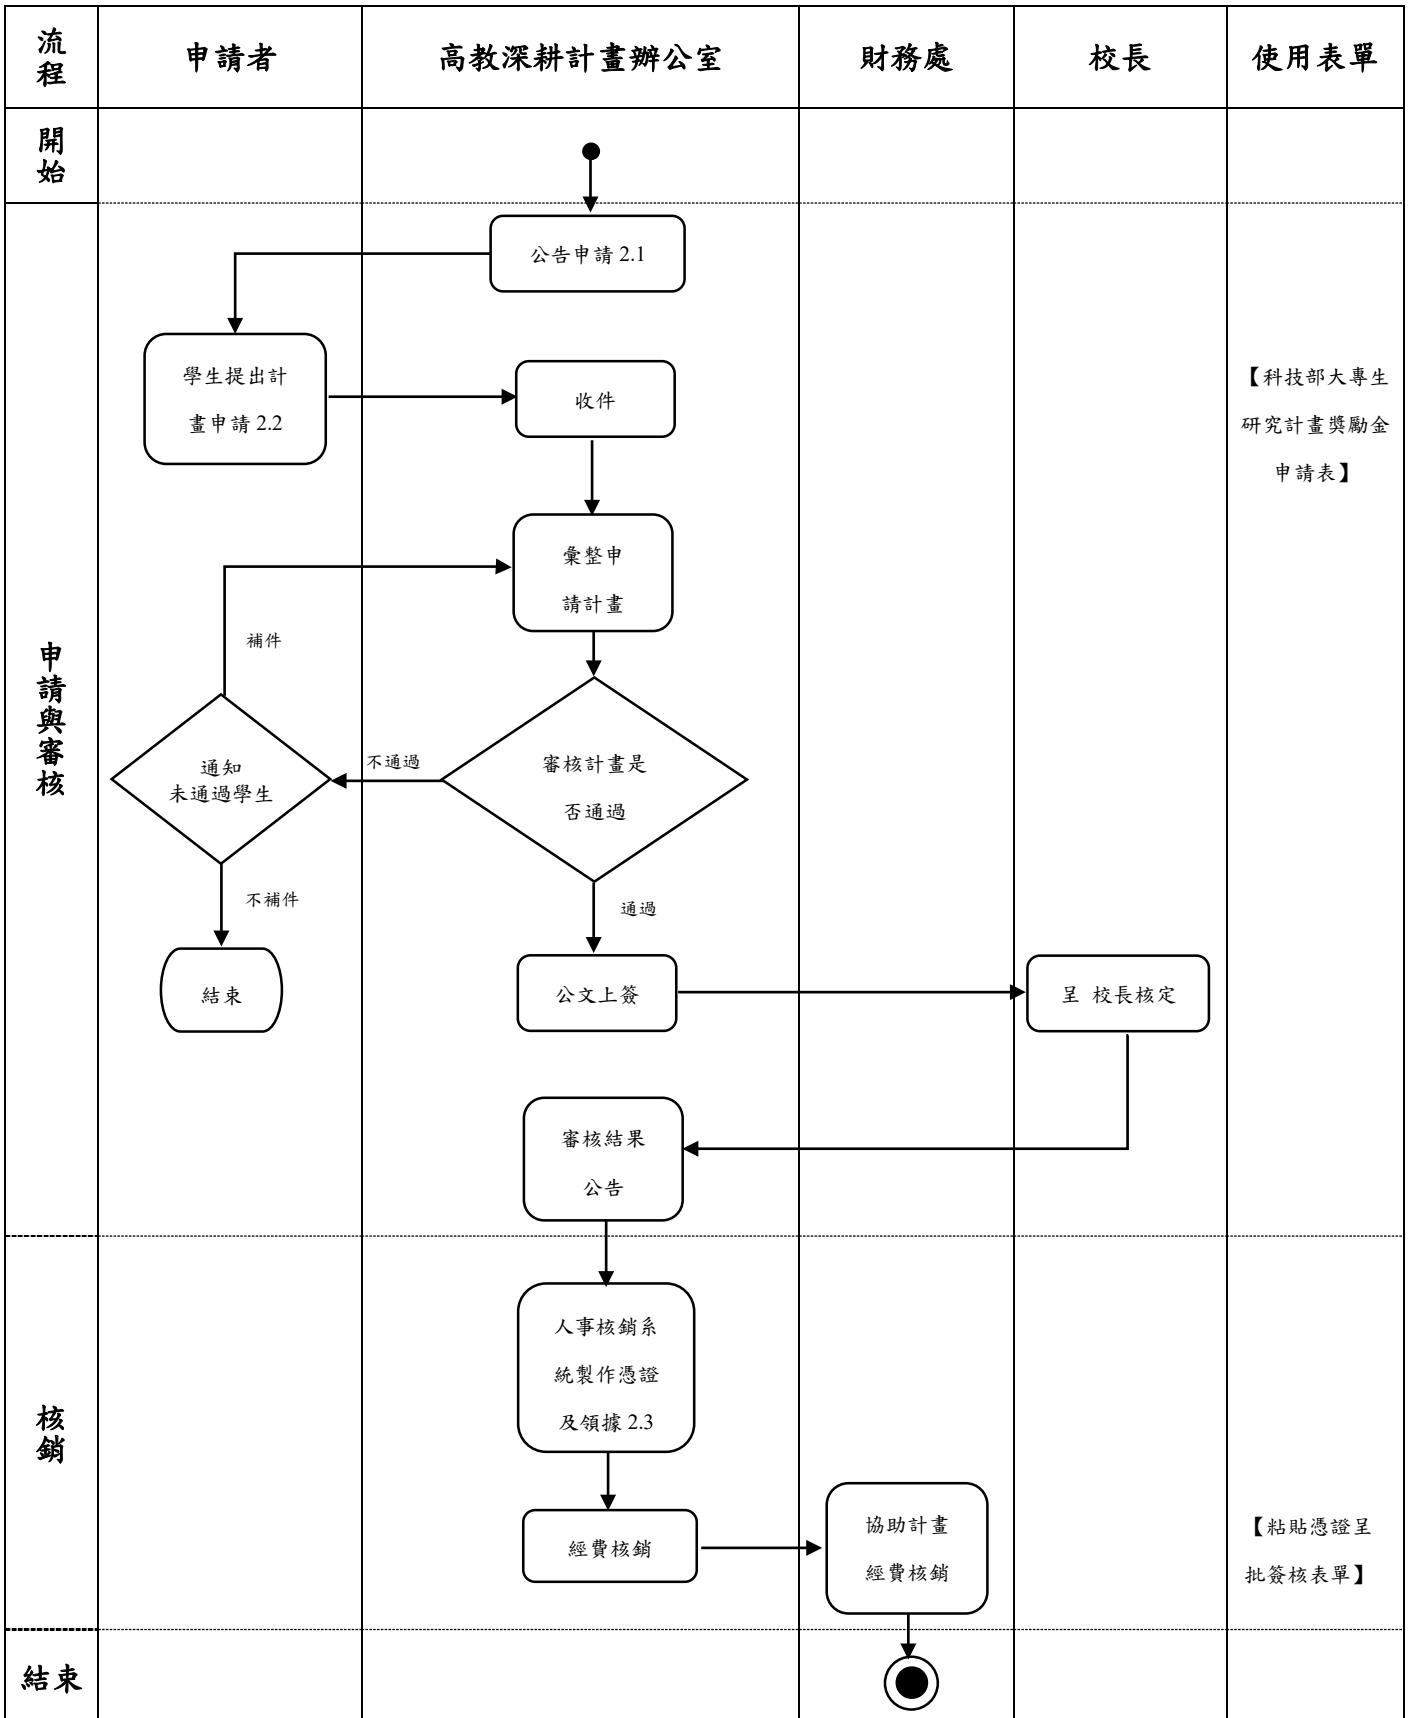 流
程
申請者
高教深耕計畫辦公室
財務處
校長
使用表單
開
始
公告申請 2.1
學生提出計
畫申請 2.2
收件
【科技部大專生
研究計畫獎勵金
申請表】
彙整申
請計畫
補件
申
請
與
審
核
通知
未通過學生
不通過
審核計畫是
否通過
不補件
通過
結束
公文上簽
呈 校長核定
審核結果
公告
核
銷
人事核銷系
統製作憑證
及領據 2.3
經費核銷
協助計畫
經費核銷
【粘貼憑證呈
批簽核表單】
結束